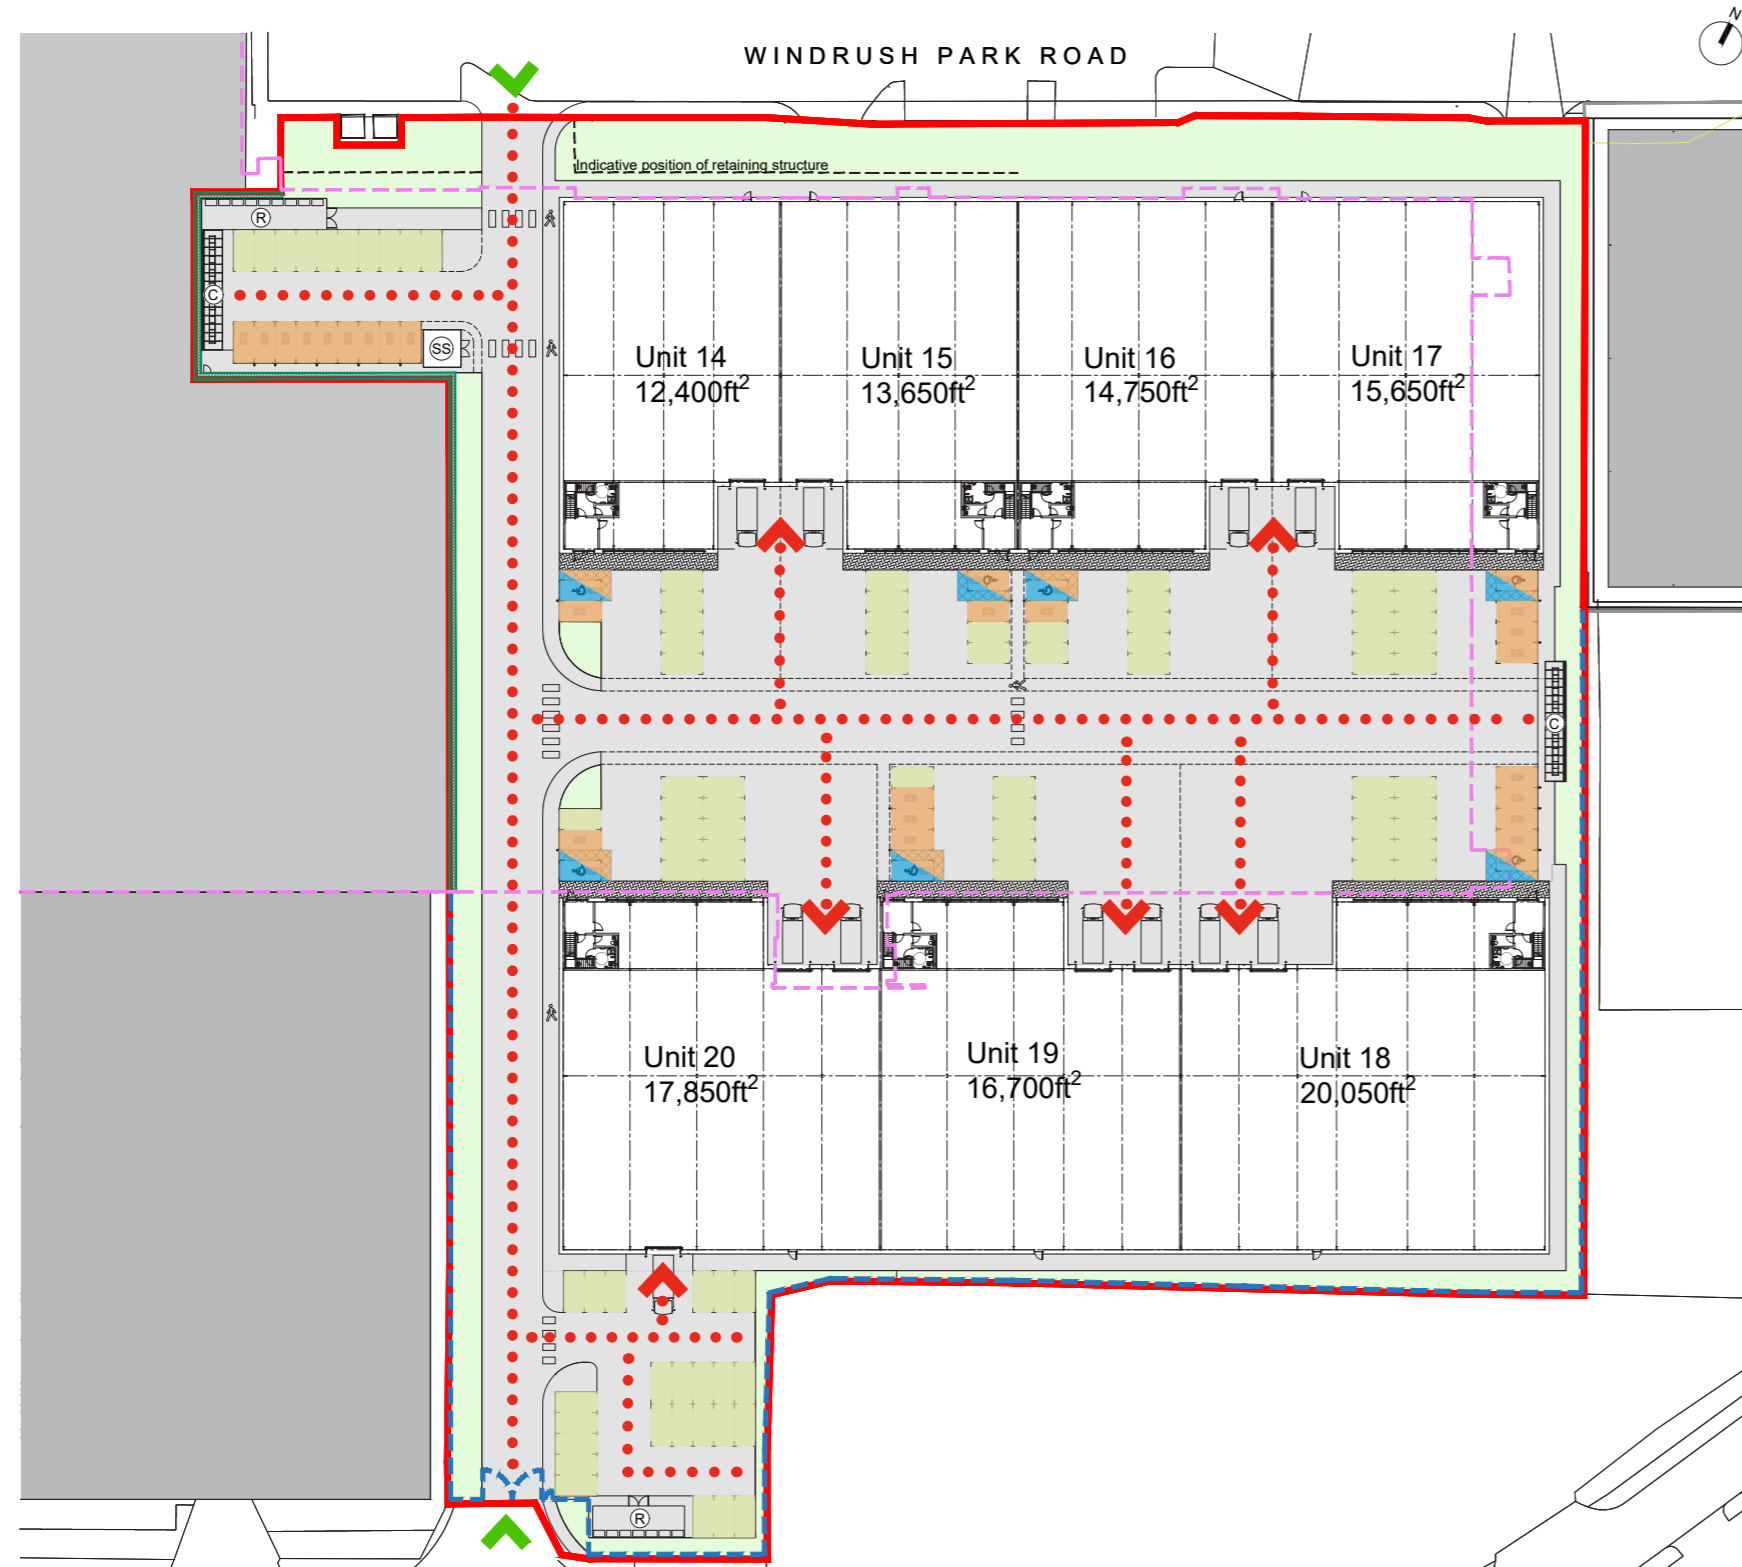 N
WINDRUSH PARK ROAD
Indicative position of retaining structure
R
C
SS
Unit 14
12,400ft²
Unit 15
13,650ft²
Unit 16
14,750ft²
Unit 17
15,650ft²
C
Unit 20
17,850ft²
Unit 19
16,700ft²
Unit 18
20,050ft²
R